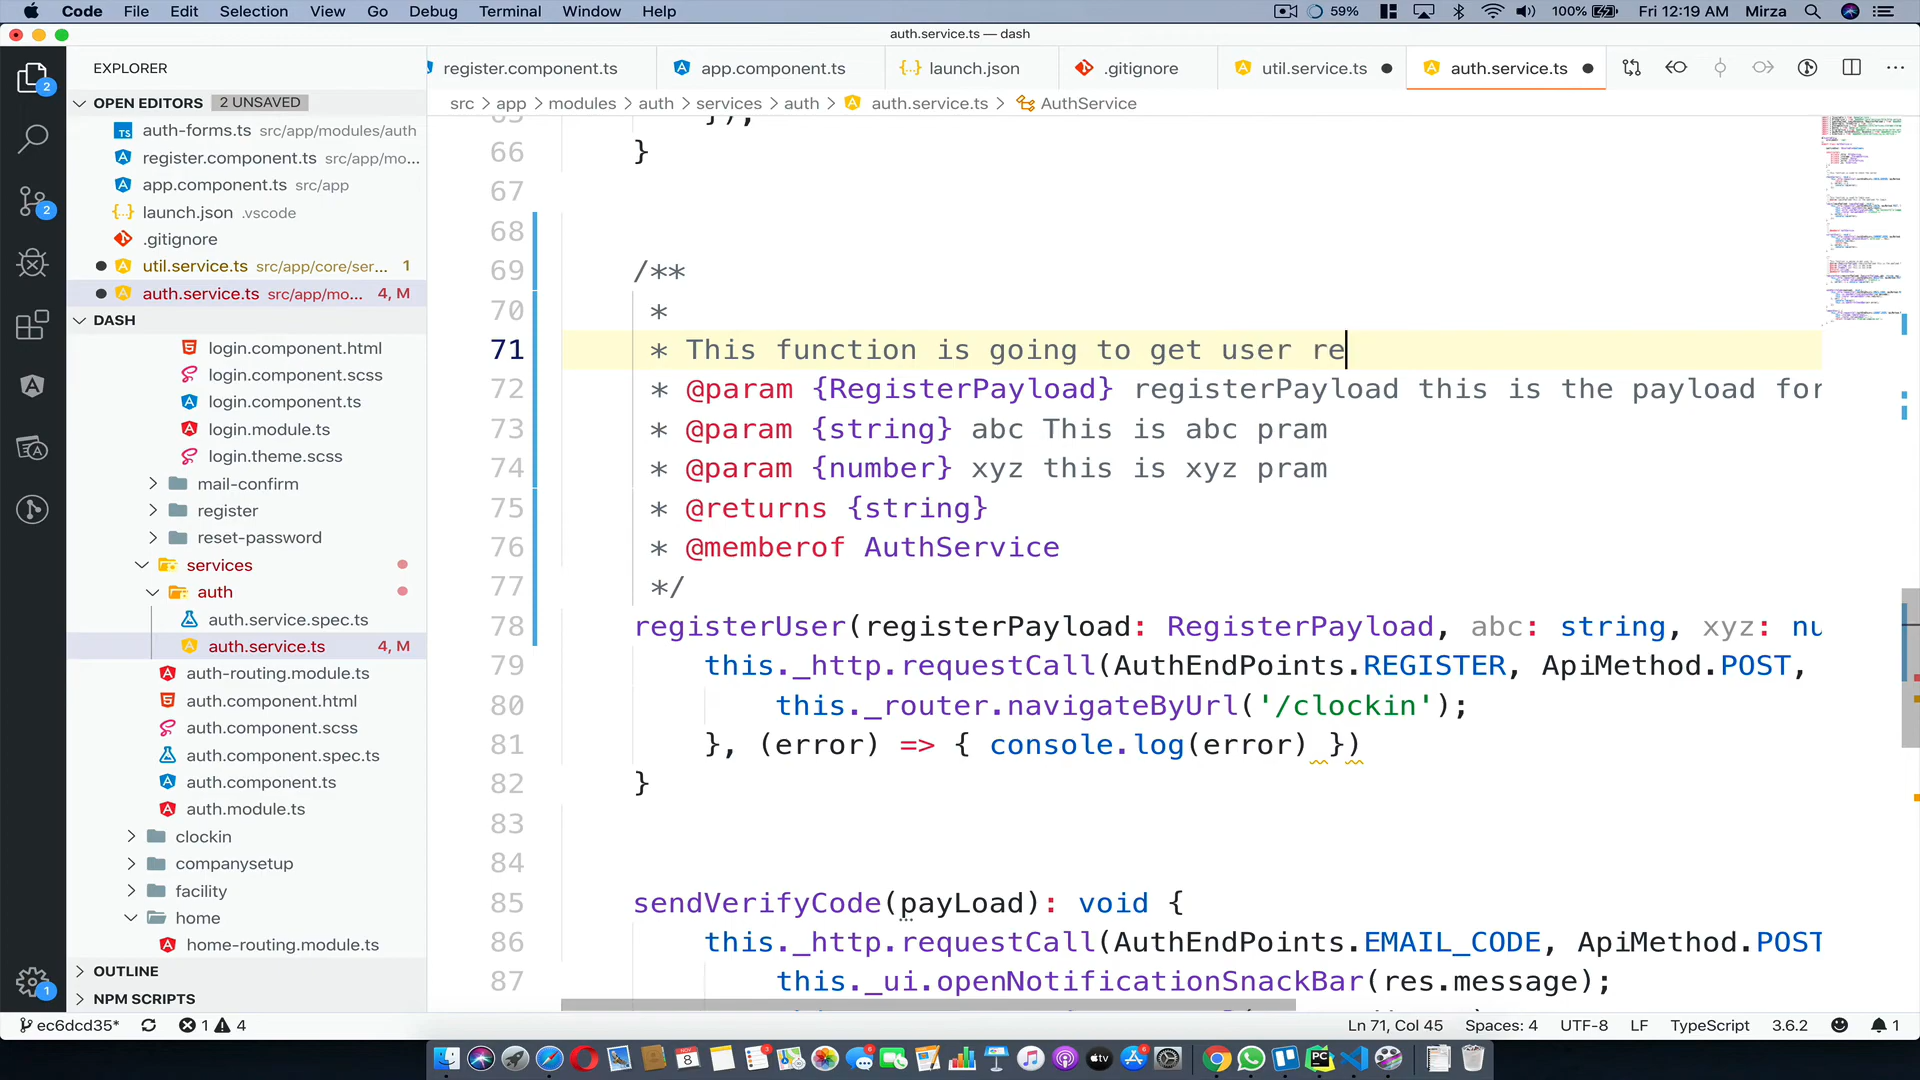 Code File Edit Selection View Go Debug Terminal Window Help 59% 100% Fri 12:19 AM Mirza
auth.service.ts — dash
EXPLORER
register.component.ts app.component.ts {..} launch.json .gitignore util.service.ts auth.service.ts
OPEN EDITORS 2 UNSAVED
src > app > modules > auth > services > auth > auth.service.ts > AuthService
auth-forms.ts src/app/modules/auth
register.component.ts src/app/mo...
app.component.ts src/app
{..} launch.json .vscode
.gitignore
util.service.ts src/app/core/ser... 1
auth.service.ts src/app/mo... 4, M
DASH
login.component.html
login.component.scss
login.component.ts
login.module.ts
login.theme.scss
mail-confirm
register
reset-password
services
auth
auth.service.spec.ts
auth.service.ts 4, M
auth-routing.module.ts
auth.component.html
auth.component.scss
auth.component.spec.ts
auth.component.ts
auth.module.ts
clockin
companysetup
facility
home
home-routing.module.ts
OUTLINE
NPM SCRIPTS
65 });
66 }
67
68
69 /**
70 *
71 * This function is going to get user re
72 * @param {RegisterPayload} registerPayload this is the payload for
73 * @param {string} abc This is abc pram
74 * @param {number} xyz this is xyz pram
75 * @returns {string}
76 * @memberof AuthService
77 */
78 registerUser(registerPayload: RegisterPayload, abc: string, xyz: nu
79 this._http.requestCall(AuthEndPoints.REGISTER, ApiMethod.POST,
80 this._router.navigateByUrl('/clockin');
81 }, (error) => { console.log(error) })
82 }
83
84
85 sendVerifyCode(payLoad): void {
86 this._http.requestCall(AuthEndPoints.EMAIL_CODE, ApiMethod.POST
87 this._ui.openNotificationSnackBar(res.message);
ec6dcd35* 1 4 Ln 71, Col 45 Spaces: 4 UTF-8 LF TypeScript 3.6.2 1